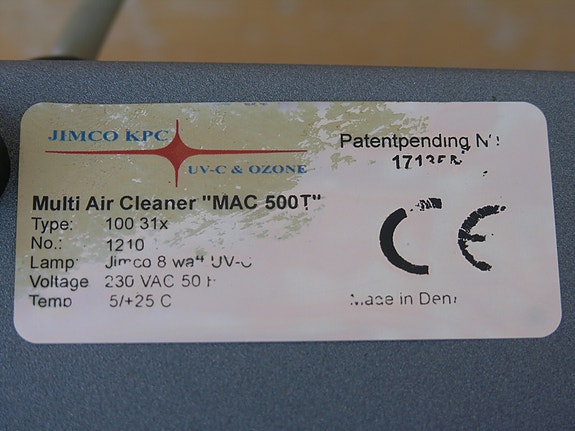 JIMCO KPC
UV-C & OZONE
Patentpending
Multi Air Cleaner "MAC 500T"
Type: 100 31x
No.: 1210
Lamp: Jimco 8 watt UV-C
Voltage 230 VAC 50
Temp 5/+25 C
CE
Made in